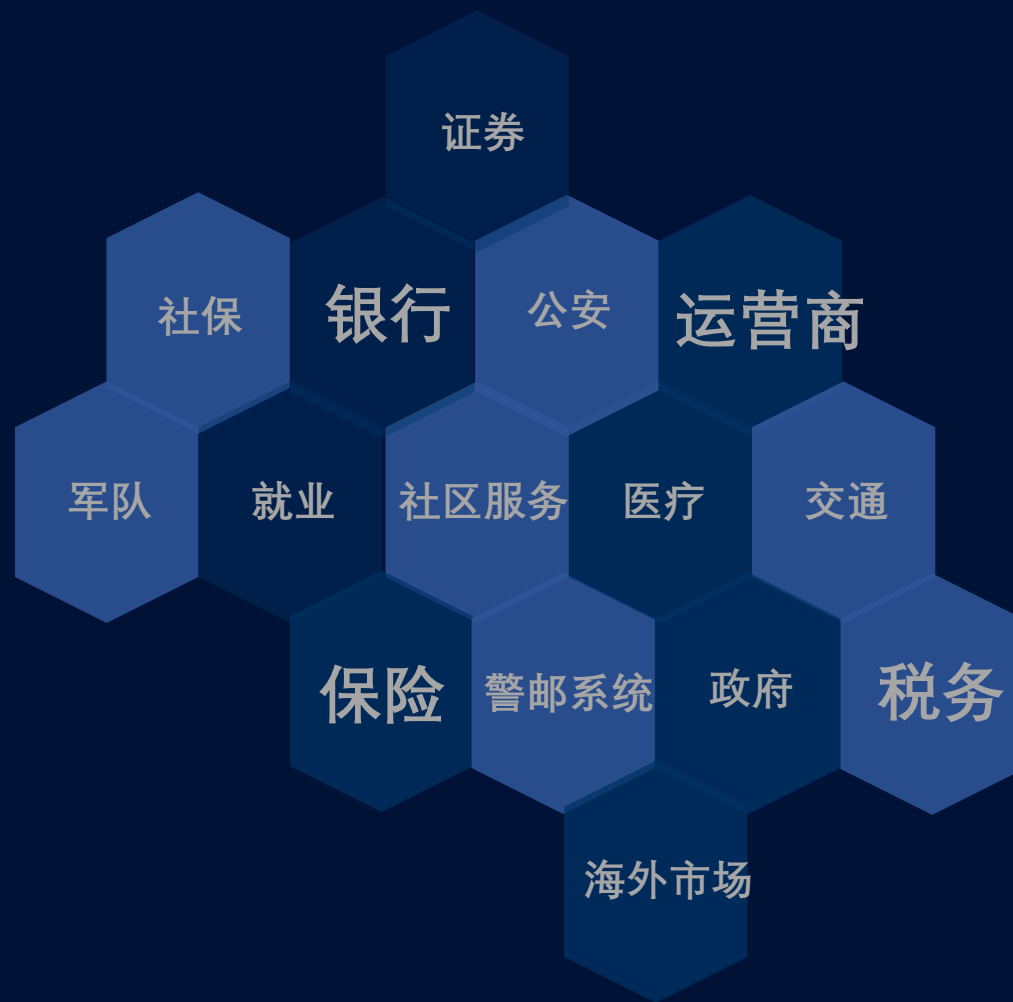 证券
社保
银行
公安
运营商
军队
就业
社区服务
医疗
交通
保险
警邮系统
政府
税务
海外市场